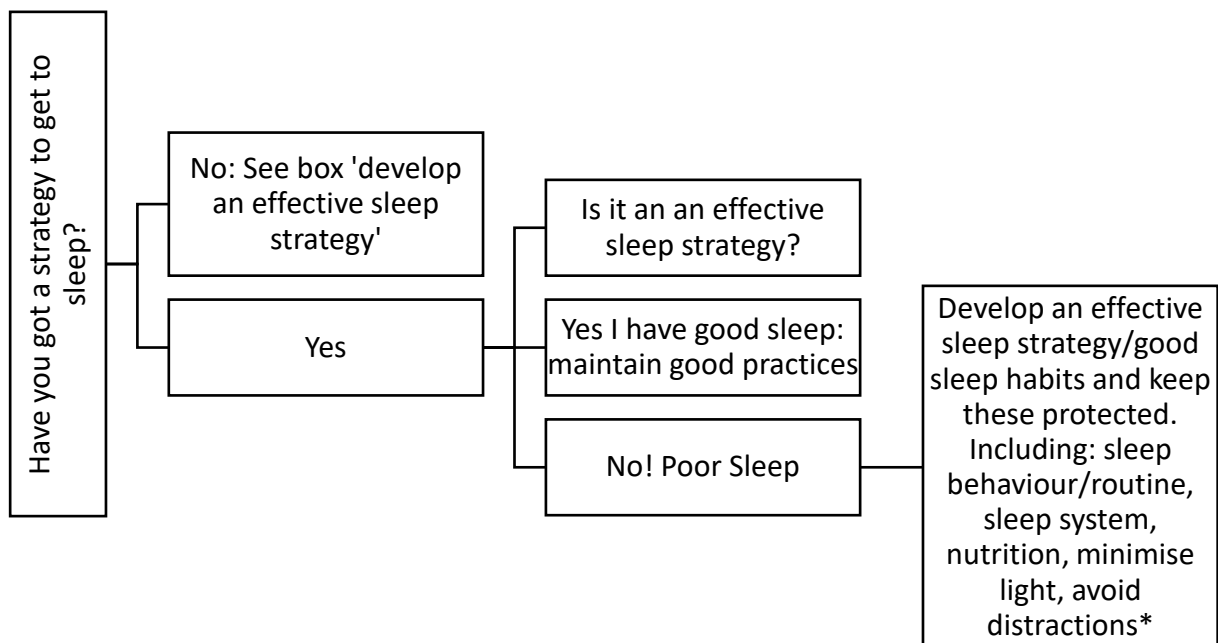 Have you got a strategy to get to
sleep?
No: See box 'develop
an effective sleep
strategy'
Yes
Is it an an effective
sleep strategy?
Yes I have good sleep:
maintain good practices
No! Poor Sleep
Develop an effective
sleep strategy/good
sleep habits and keep
these protected.
Including: sleep
behaviour/routine,
sleep system,
nutrition, minimise
light, avoid
distractions*